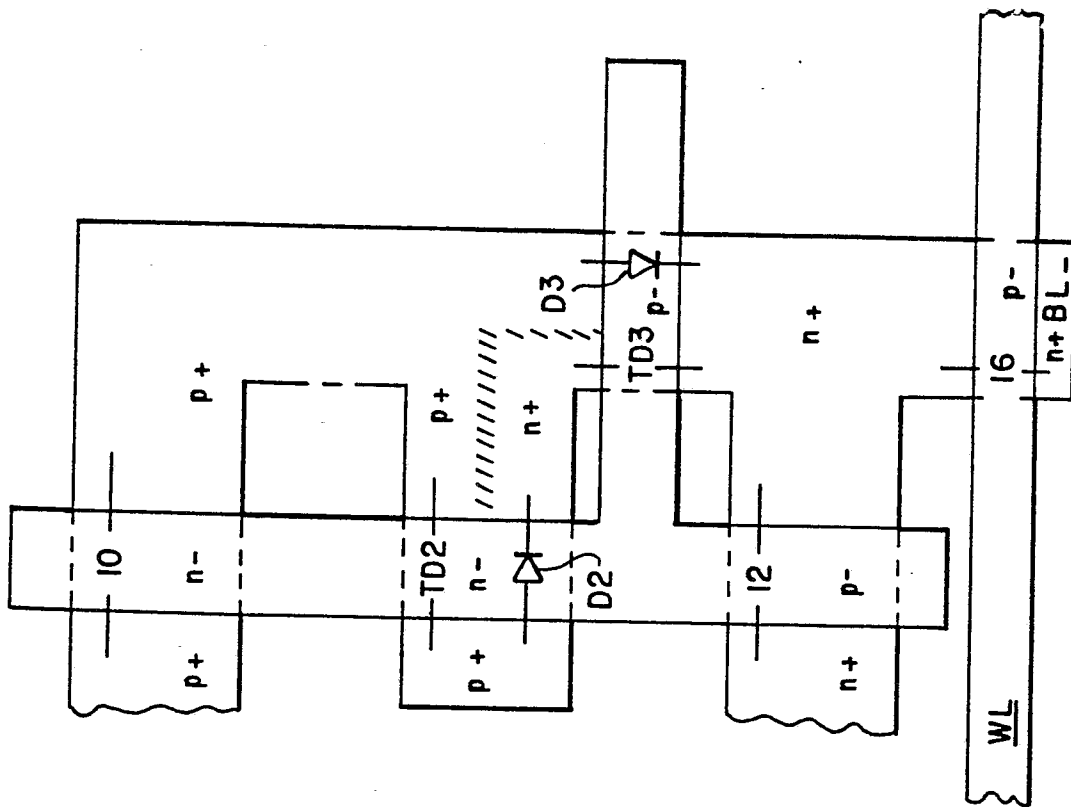 p+
10
n-
p+
p+
TD2
n-
n+
D2
p+
D3
p-
TD3
n+
12
p-
n+
p-
16
n+
BL-
WL